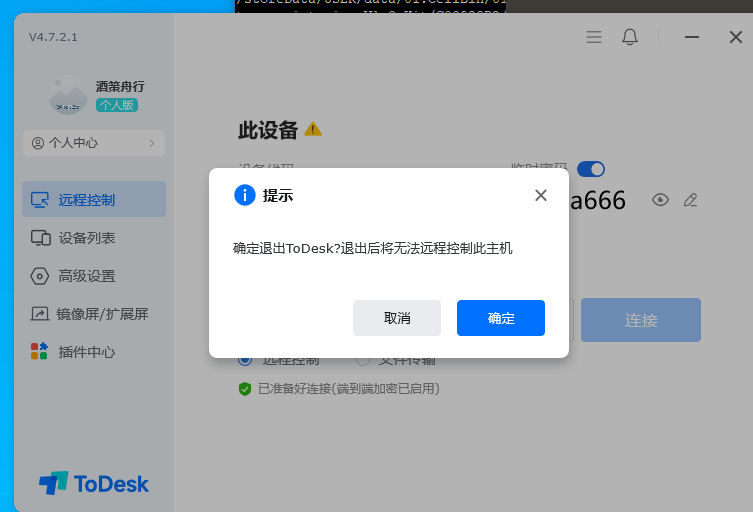 V4.7.2.1
酒策舟行
个人版
个人中心
远程控制
设备列表
高级设置
镜像屏/扩展屏
插件中心
ToDesk
此设备
设备代码
临时密码
a666
提示
确定退出ToDesk?退出后将无法远程控制此主机
取消
确定
连接
远程控制
文件传输
已准备好连接(端到端加密已启用)